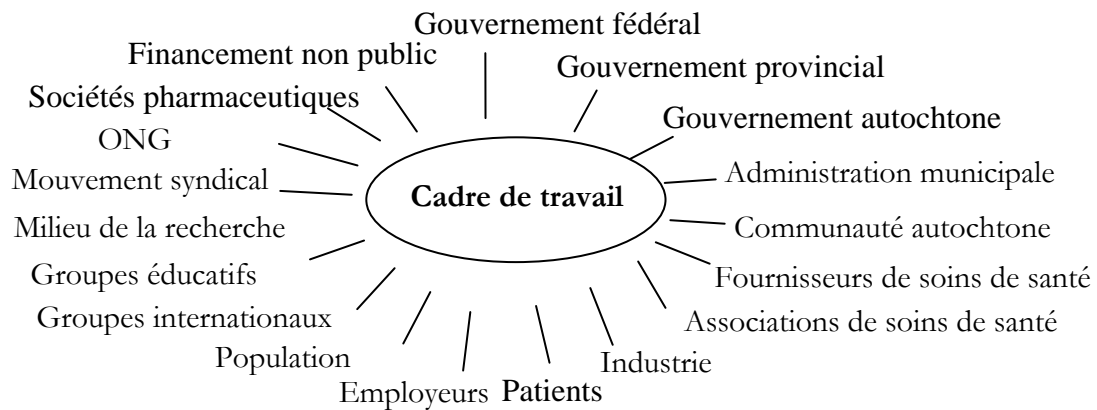 Gouvernement fédéral
Financement non public
Gouvernement provincial
Sociétés pharmaceutiques
Gouvernement autochtone
ONG
Administration municipale
Mouvement syndical
Cadre de travail
Milieu de la recherche
Communauté autochtone
Groupes éducatifs
Fournisseurs de soins de santé
Groupes internationaux
Associations de soins de santé
Population
Industrie
Employeurs
Patients